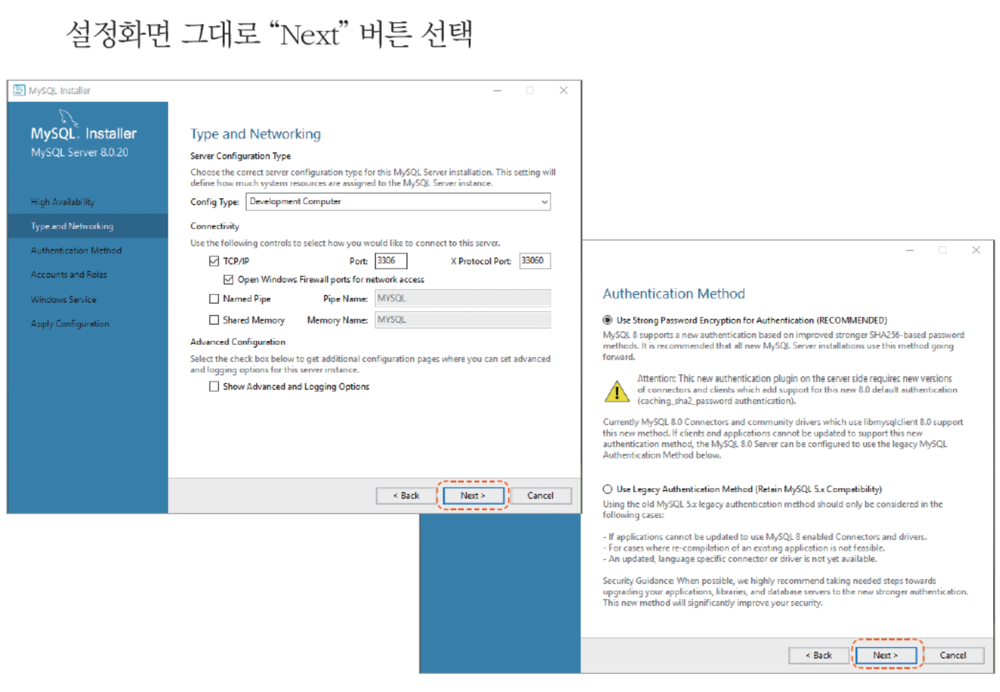 설정화면 그대로 “Next” 버튼 선택
MySQL Installer
MySQL. Installer
MySQL Server 8.0.20
High Availability
Type and Networking
Authentication Method
Accounts and Roles
Windows Service
Apply Configuration
Type and Networking
Server Configuration Type
Choose the correct server configuration type for this MySQL Server installation. This setting will
define how much system resources are assigned to the MySQL Server instance.
Config Type: Development Computer
Connectivity
Use the following controls to select how you would like to connect to this server.
TCP/IP Port: 3306 X Protocol Port: 33060
Open Windows Firewall ports for network access
Named Pipe Pipe Name: MYSQL
Shared Memory Memory Name: MYSQL
Advanced Configuration
Select the check box below to get additional configuration pages where you can set advanced
and logging options for this server instance.
Show Advanced and Logging Options
< Back Next > Cancel
Authentication Method
Use Strong Password Encryption for Authentication (RECOMMENDED)
MySQL 8 supports a new authentication based on improved stronger SHA256-based password
methods. It is recommended that all new MySQL Server installations use this method going
forward.
Attention: This new authentication plugin on the server side requires new versions
of connectors and clients which add support for this new 8.0 default authentication
(caching_sha2_password authentication).
Currently MySQL 8.0 Connectors and community drivers which use libmysqlclient 8.0 support
this new method. If clients and applications cannot be updated to support this new
authentication method, the MySQL 8.0 Server can be configured to use the legacy MySQL
Authentication Method below.
Use Legacy Authentication Method (Retain MySQL 5.x Compatibility)
Using the old MySQL 5.x legacy authentication method should only be considered in the
following cases:
- If applications cannot be updated to use MySQL 8 enabled Connectors and drivers.
- For cases where re-compilation of an existing application is not feasible.
- An updated, language specific connector or driver is not yet available.
Security Guidance: When possible, we highly recommend taking needed steps towards
upgrading your applications, libraries, and database servers to the new stronger authentication.
This new method will significantly improve your security.
< Back Next > Cancel